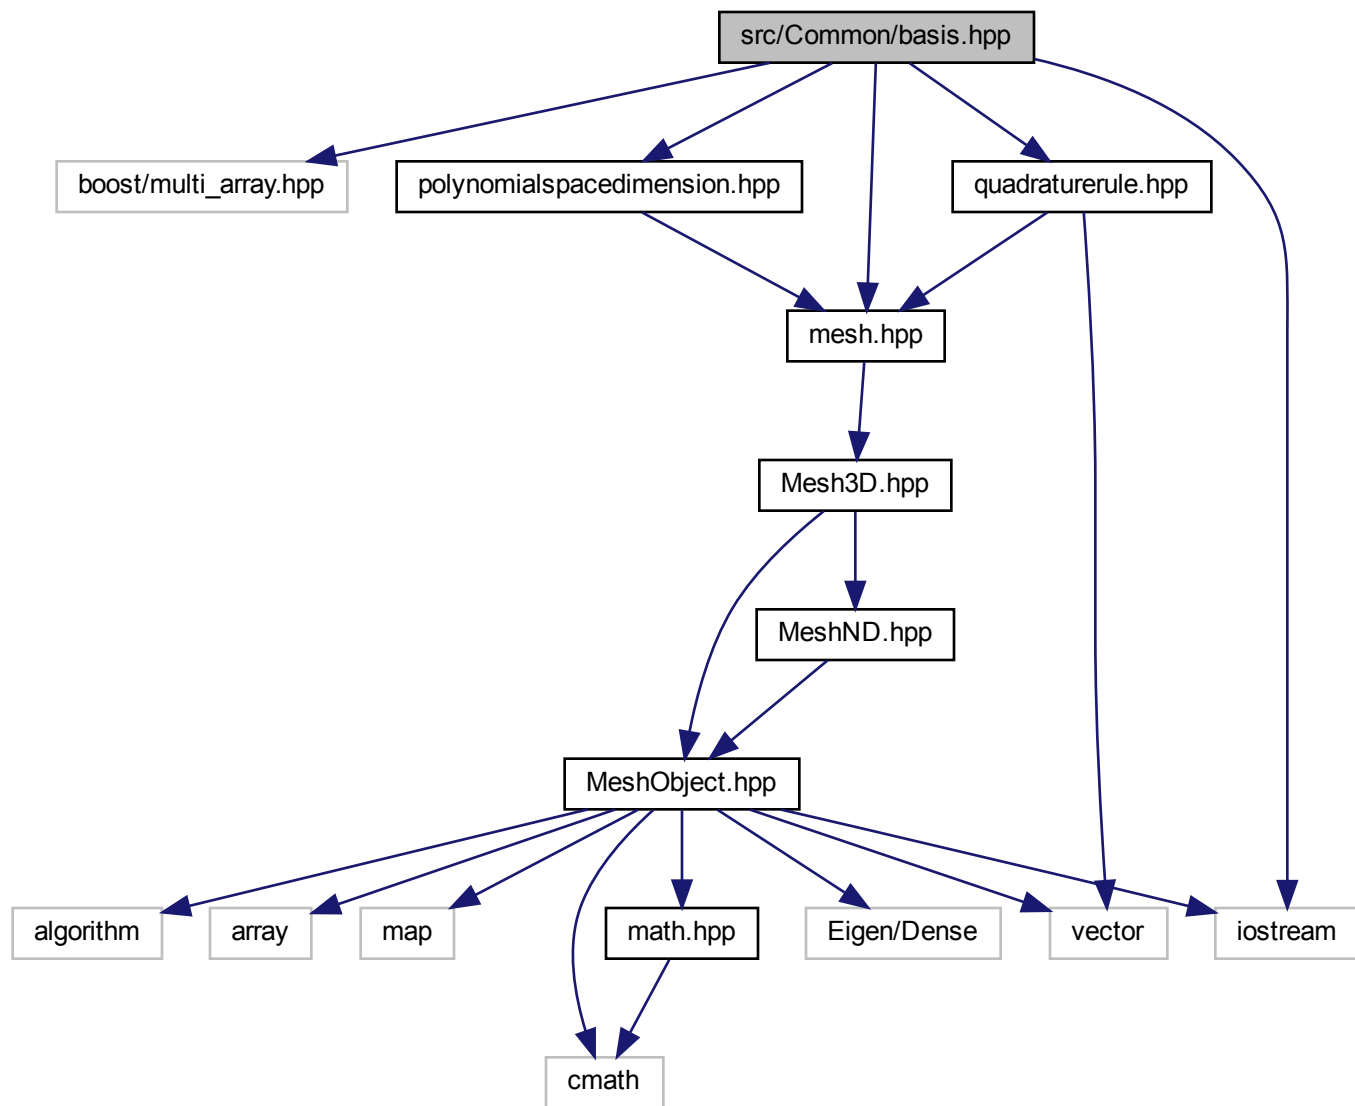 src/Common/basis.hpp
boost/multi_array.hpp
polynomialspacedimension.hpp
quadraturerule.hpp
mesh.hpp
Mesh3D.hpp
MeshND.hpp
MeshObject.hpp
algorithm
array
map
math.hpp
Eigen/Dense
vector
iostream
cmath